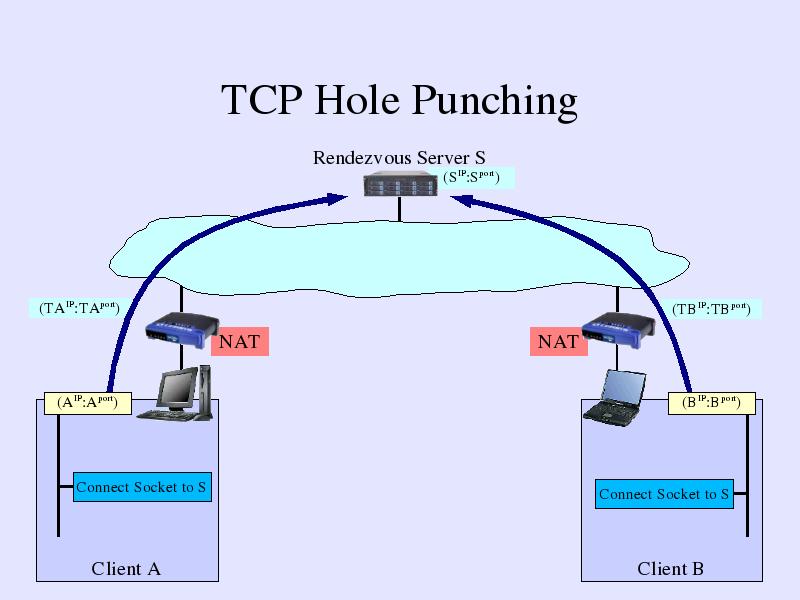 TCP Hole Punching
Rendezvous Server S
(S^IP:S^port)
(TA^IP:TA^port)
(TB^IP:TB^port)
NAT
NAT
(A^IP:A^port)
(B^IP:B^port)
Connect Socket to S
Connect Socket to S
Client A
Client B